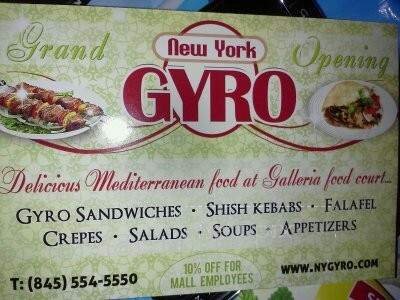 Grand Opening
New York
GYRO
Delicious Mediterranean food at Galleria food court...
GYRO SANDWICHES • SHISH KEBABS • FALAFEL
CREPES • SALADS • SOUPS • APPETIZERS
T: (845) 554-5550
10% OFF FOR
MALL EMPLOYEES
WWW.NYGYRO.COM